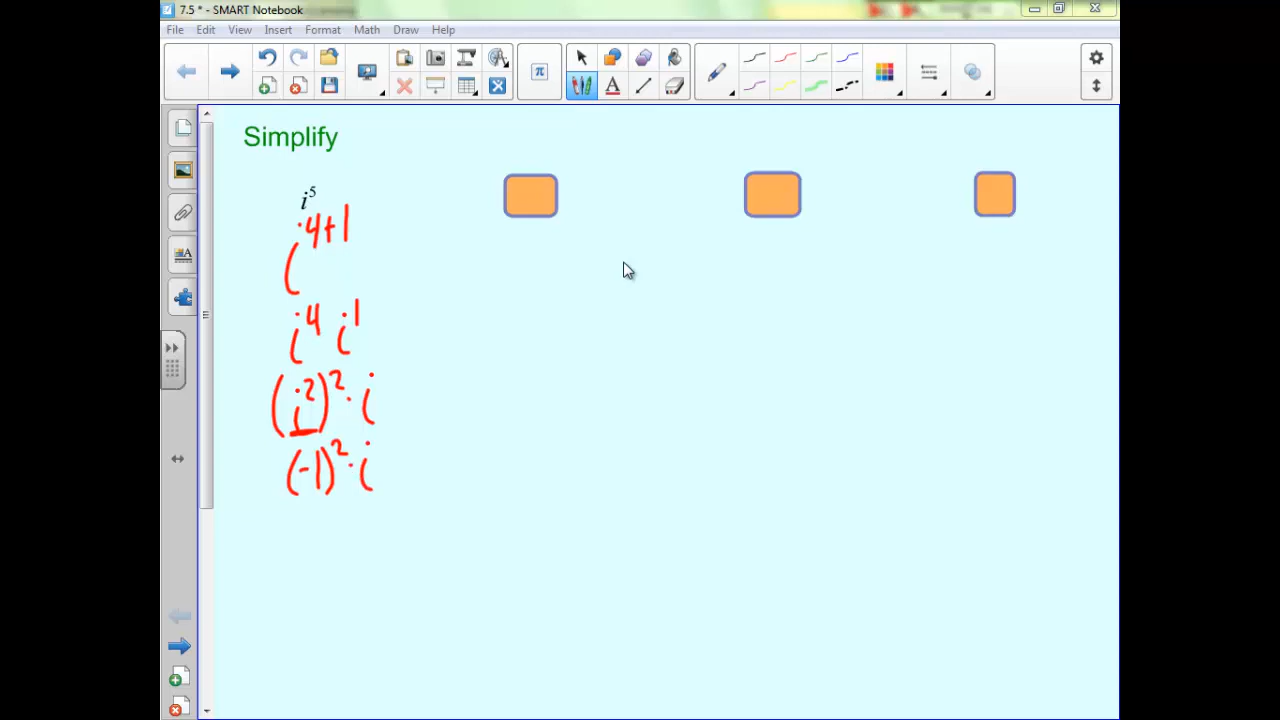 7.5 * - SMART Notebook
File Edit View Insert Format Math Draw Help
π
A
A
Simplify
i⁵
i⁴⁺¹
i⁴ i¹
(i²)² · i
(-1)² · i